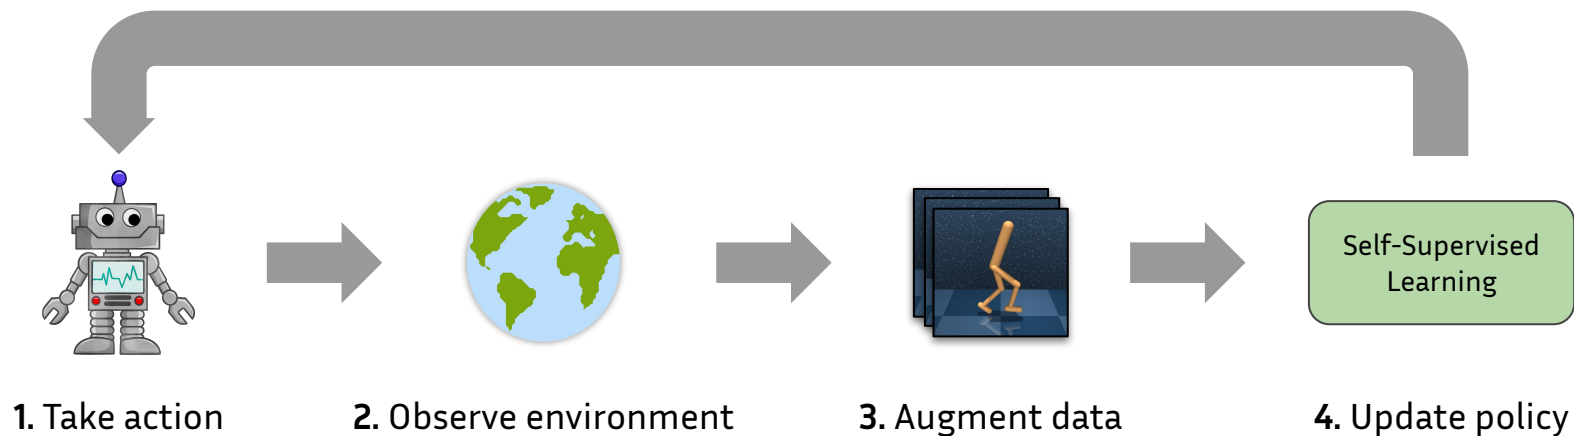 Self-Supervised
Learning
1. Take action
2. Observe environment
3. Augment data
4. Update policy